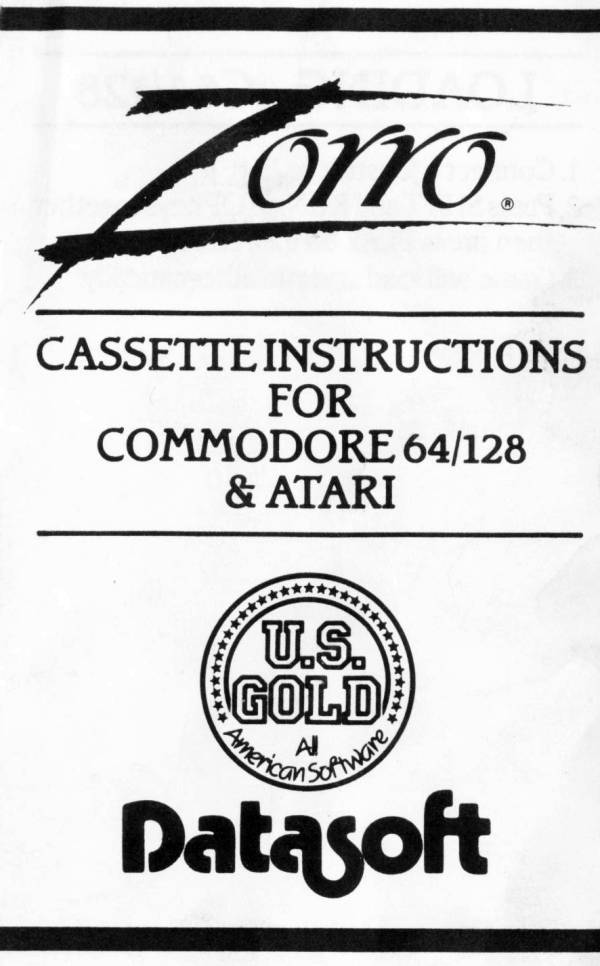 Zorro ®
CASSETTE INSTRUCTIONS
FOR
COMMODORE 64/128
& ATARI
U.S.
GOLD
All
American Software
Datasoft